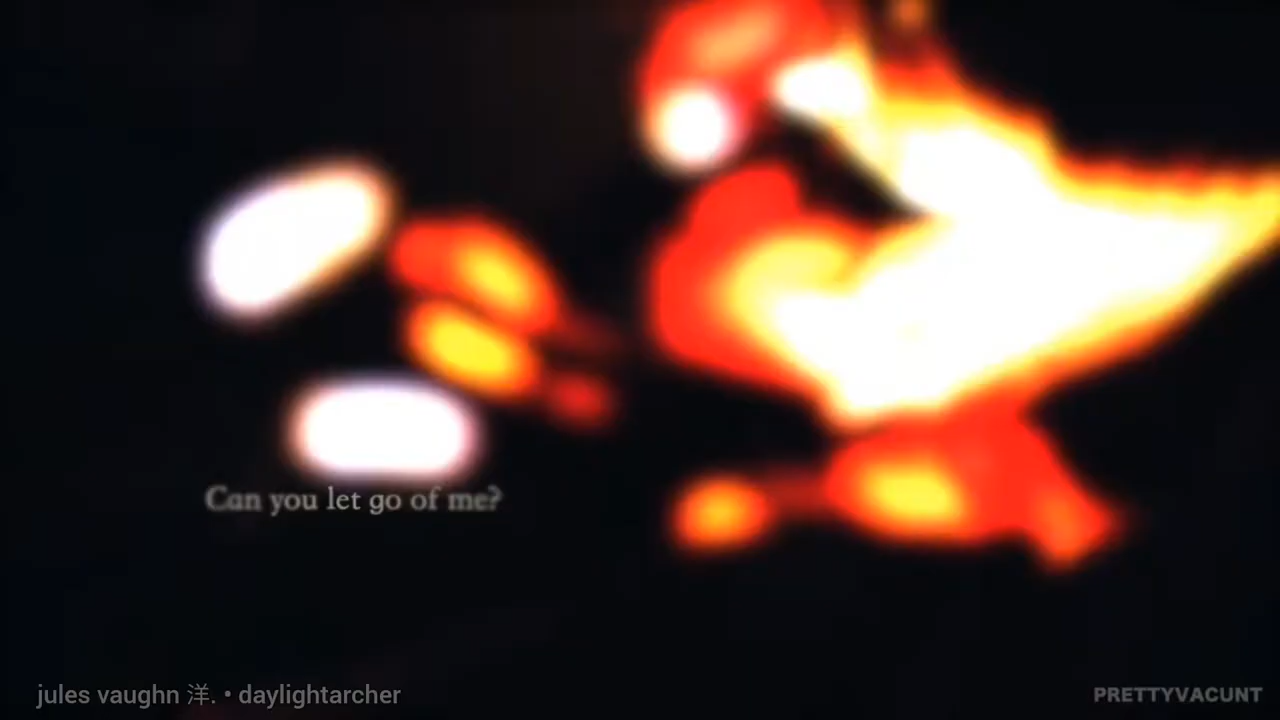 Can you let go of me?
jules vaughn 洋. • daylightarcher
PRETTYVACUNT